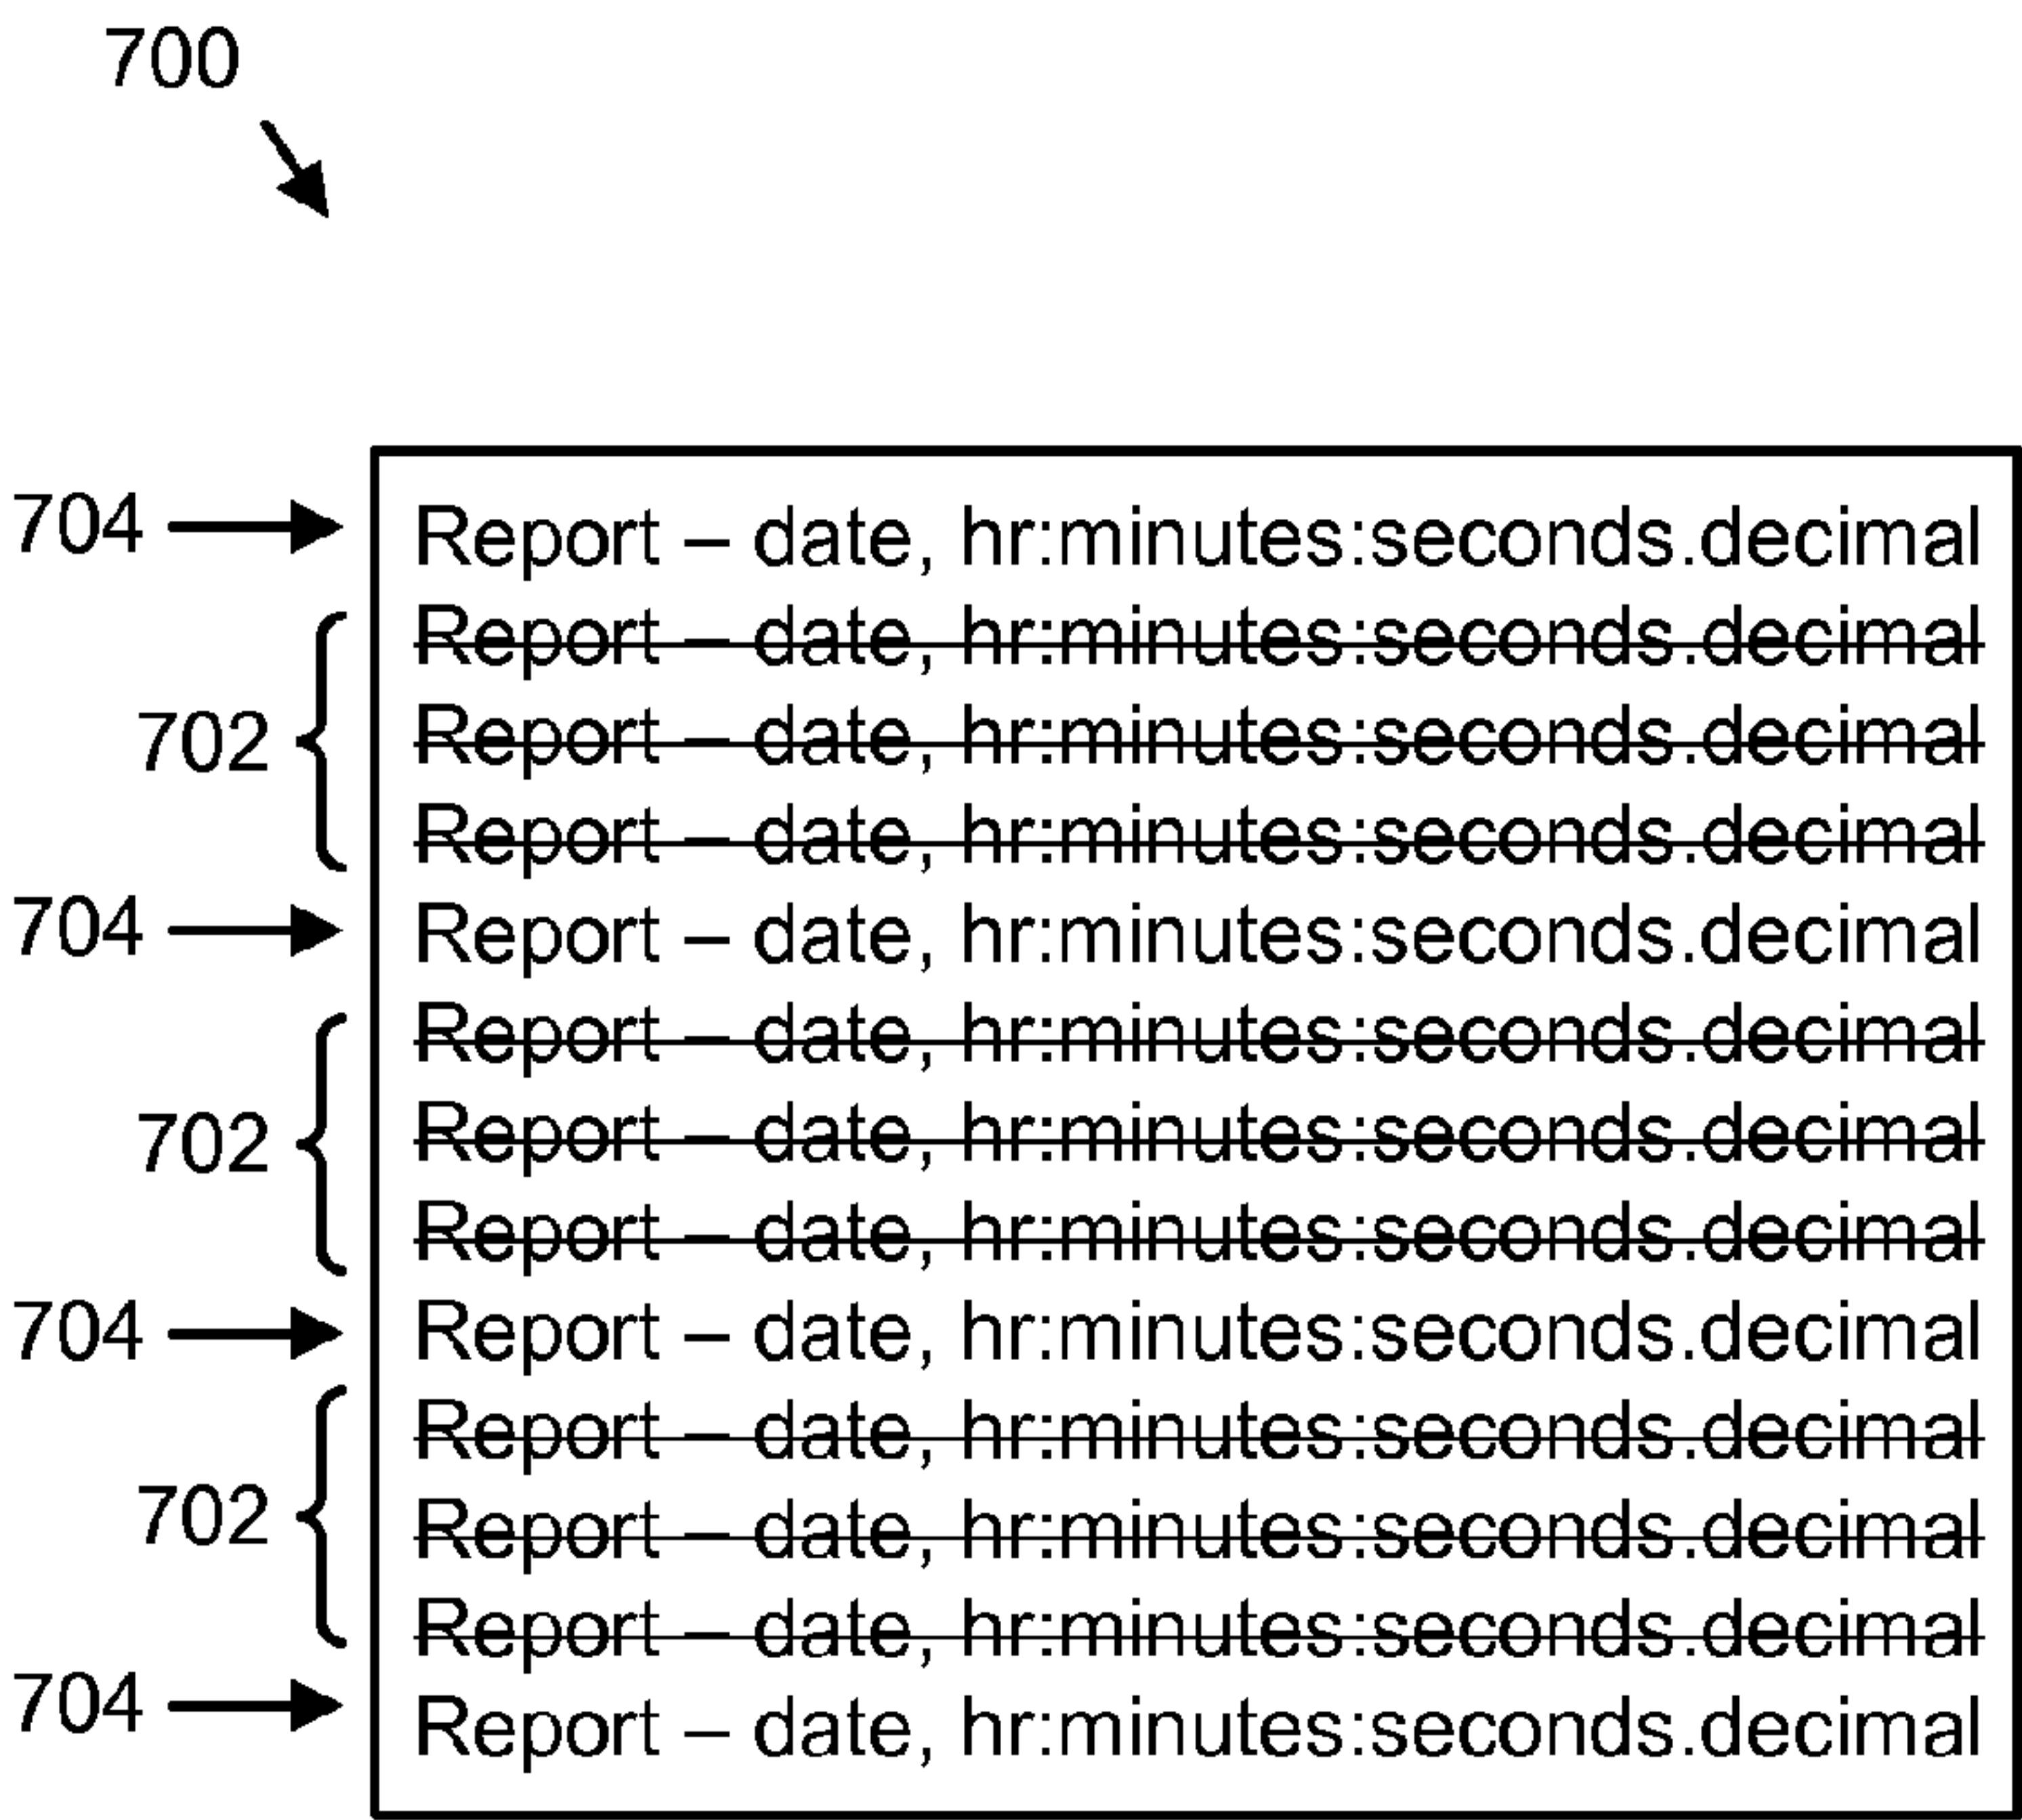 700
704 Report – date, hr:minutes:seconds.decimal
Report – date, hr:minutes:seconds.decimal
702 Report – date, hr:minutes:seconds.decimal
Report – date, hr:minutes:seconds.decimal
704 Report – date, hr:minutes:seconds.decimal
Report – date, hr:minutes:seconds.decimal
702 Report – date, hr:minutes:seconds.decimal
Report – date, hr:minutes:seconds.decimal
704 Report – date, hr:minutes:seconds.decimal
Report – date, hr:minutes:seconds.decimal
702 Report – date, hr:minutes:seconds.decimal
Report – date, hr:minutes:seconds.decimal
704 Report – date, hr:minutes:seconds.decimal